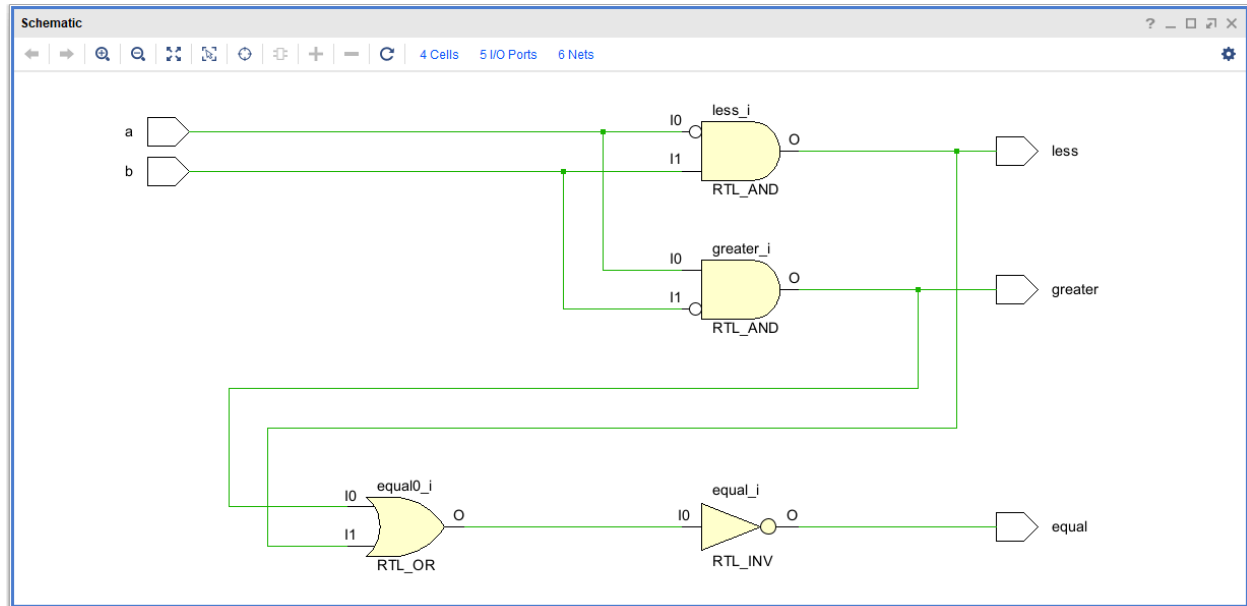 Schematic
4 Cells 5 I/O Ports 6 Nets
less_i
a I0 O
b I1 less
RTL_AND
greater_i
I0 O
I1 greater
RTL_AND
equal0_i equal_i
I0 O I0 O
I1 equal
RTL_OR RTL_INV